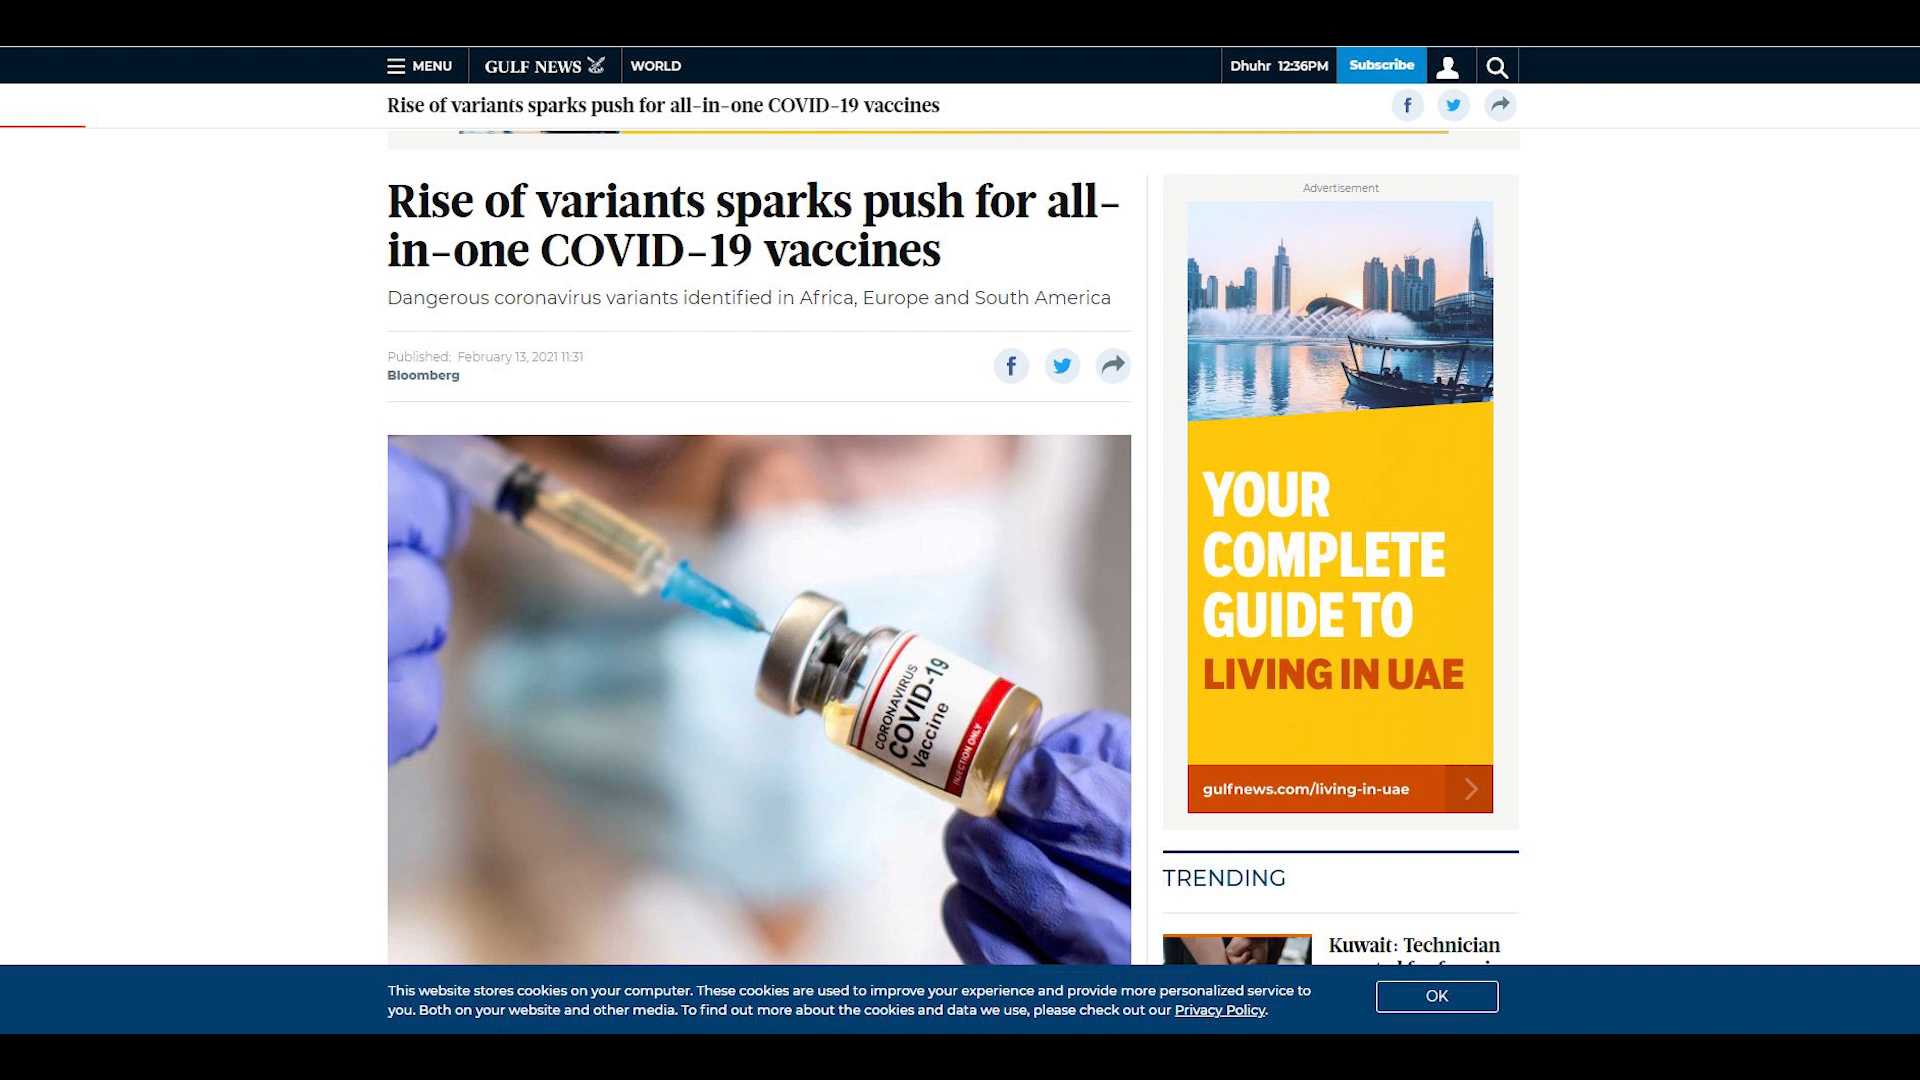 MENU
GULF NEWS
WORLD
Dhuhr 12:36PM
Subscribe
Rise of variants sparks push for all-in-one COVID-19 vaccines
Rise of variants sparks push for all-
in-one COVID-19 vaccines
Dangerous coronavirus variants identified in Africa, Europe and South America
Published: February 13, 2021 11:31
Bloomberg
CORONAVIRUS
COVID-19
Vaccine
INJECTION ONLY
Advertisement
YOUR
COMPLETE
GUIDE TO
LIVING IN UAE
gulfnews.com/living-in-uae
TRENDING
Kuwait: Technician
This website stores cookies on your computer. These cookies are used to improve your experience and provide more personalized service to
you. Both on your website and other media. To find out more about the cookies and data we use, please check out our Privacy Policy.
OK